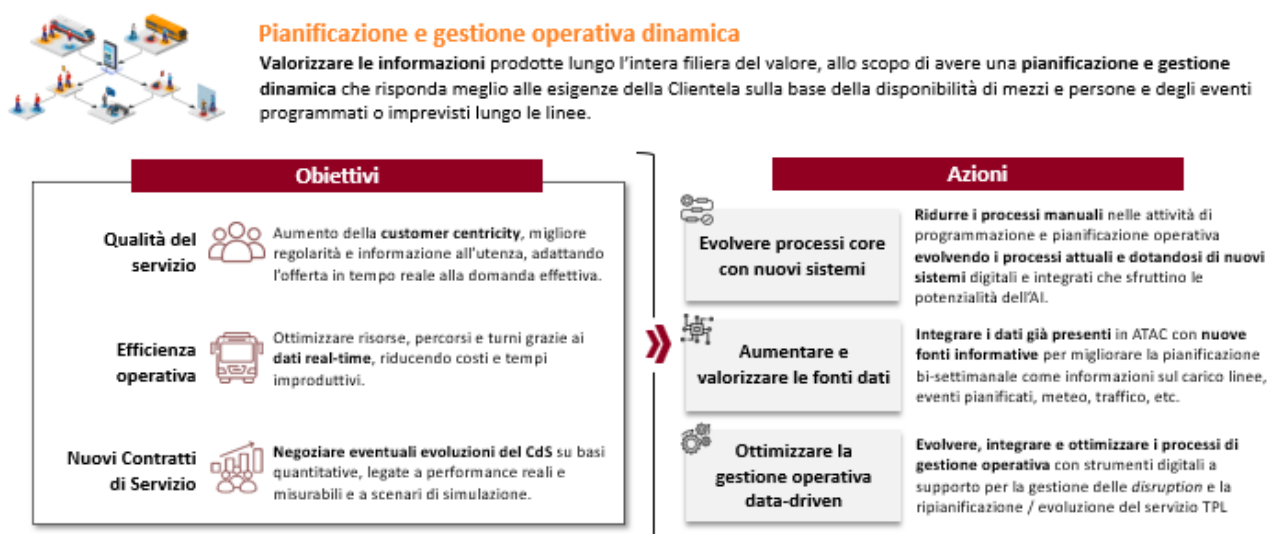 Pianificazione e gestione operativa dinamica
Valorizzare le informazioni prodotte lungo l'intera filiera del valore, allo scopo di avere una pianificazione e gestione
dinamica che risponda meglio alle esigenze della Clientela sulla base della disponibilità di mezzi e persone e degli eventi
programmati o imprevisti lungo le linee.
Obiettivi
Qualità del
servizio
Aumento della customer centricity, migliore
regolarità e informazione all'utenza, adattando
l'offerta in tempo reale alla domanda effettiva.
Efficienza
operativa
Ottimizzare risorse, percorsi e turni grazie ai
dati real-time, riducendo costi e tempi
improduttivi.
Nuovi Contratti
di Servizio
Negoziare eventuali evoluzioni del CdS su basi
quantitative, legate a performance reali e
misurabili e a scenari di simulazione.
Azioni
Evolvere processi core
con nuovi sistemi
Ridurre i processi manuali nelle attività di
programmazione e pianificazione operativa
evolvendo i processi attuali e dotandosi di nuovi
sistemi digitali e integrati che sfruttino le
potenzialità dell'AI.
Aumentare e
valorizzare le fonti dati
Integrare i dati già presenti in ATAC con nuove
fonti informative per migliorare la pianificazione
bi-settimanale come informazioni sul carico linee,
eventi pianificati, meteo, traffico, etc.
Ottimizzare la
gestione operativa
data-driven
Evolvere, integrare e ottimizzare i processi di
gestione operativa con strumenti digitali a
supporto per la gestione delle disruption e la
ripianificazione / evoluzione del servizio TPL